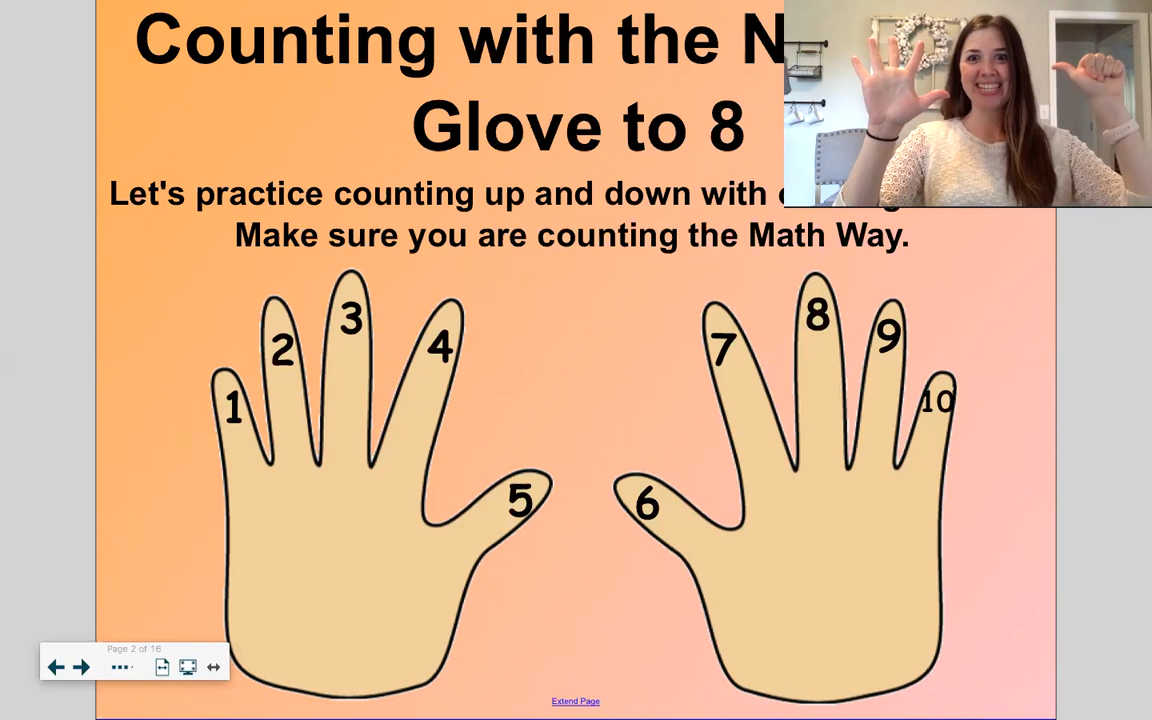 Counting with the N
Glove to 8
Let's practice counting up and down with
Make sure you are counting the Math Way.
1
2
3
4
5
6
7
8
9
10
Page 2 of 16
Extend Page